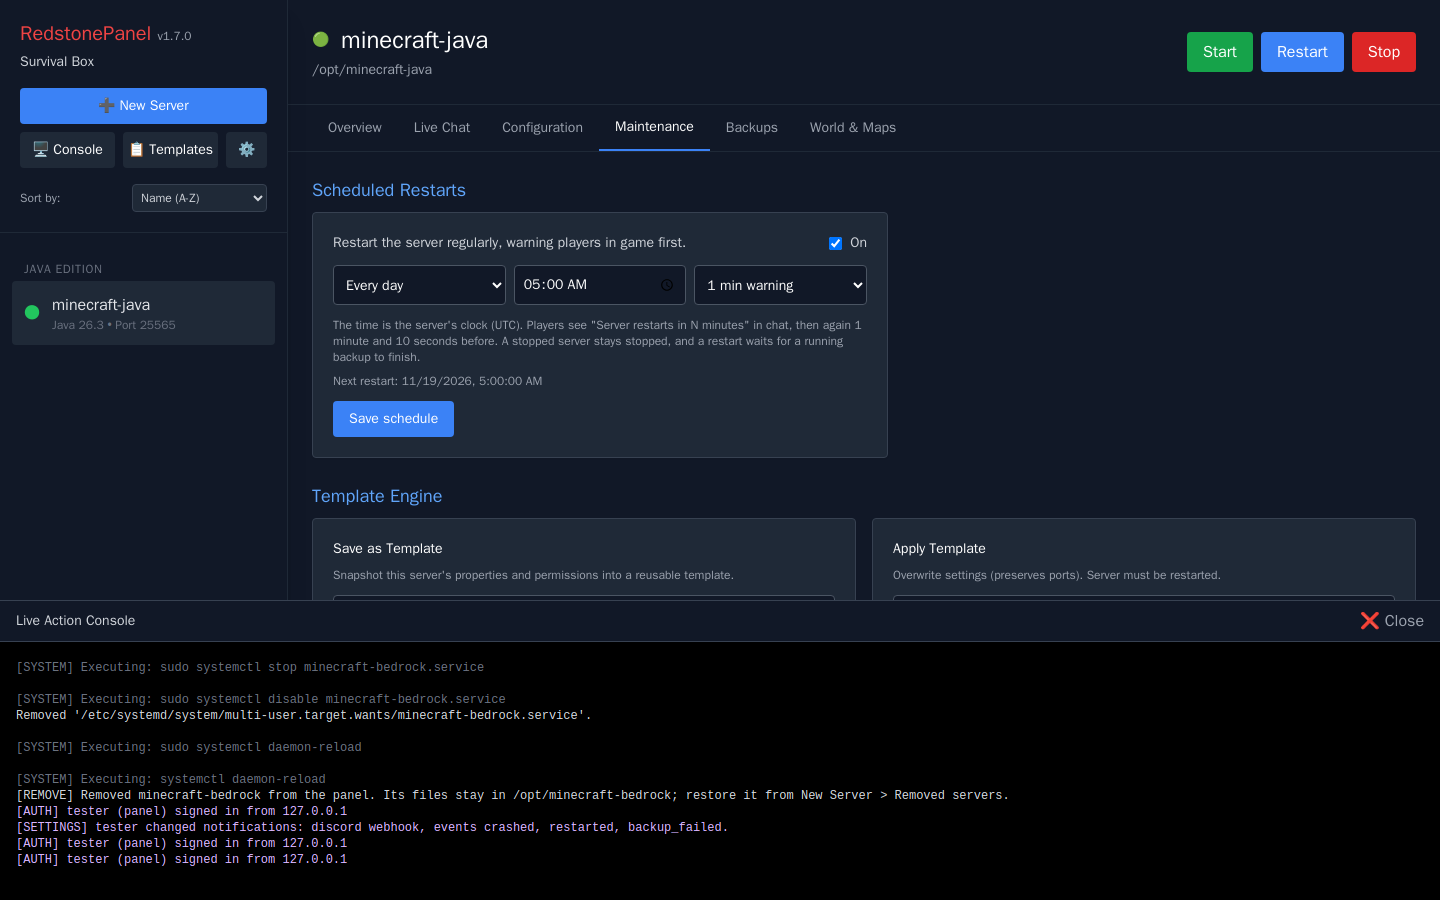 RedstonePanel v1.7.0
Survival Box
➕ New Server
Console
Templates
Sort by:
Name (A-Z)
JAVA EDITION
minecraft-java
Java 26.3 • Port 25565
minecraft-java
/opt/minecraft-java
Start
Restart
Stop
Overview
Live Chat
Configuration
Maintenance
Backups
World & Maps
Scheduled Restarts
Restart the server regularly, warning players in game first.
On
Every day
05:00 AM
1 min warning
The time is the server's clock (UTC). Players see "Server restarts in N minutes" in chat, then again 1
minute and 10 seconds before. A stopped server stays stopped, and a restart waits for a running
backup to finish.
Next restart: 11/19/2026, 5:00:00 AM
Save schedule
Template Engine
Save as Template
Snapshot this server's properties and permissions into a reusable template.
Apply Template
Overwrite settings (preserves ports). Server must be restarted.
Live Action Console
❌ Close
[SYSTEM] Executing: sudo systemctl stop minecraft-bedrock.service
[SYSTEM] Executing: sudo systemctl disable minecraft-bedrock.service
Removed '/etc/systemd/system/multi-user.target.wants/minecraft-bedrock.service'.
[SYSTEM] Executing: sudo systemctl daemon-reload
[SYSTEM] Executing: systemctl daemon-reload
[REMOVE] Removed minecraft-bedrock from the panel. Its files stay in /opt/minecraft-bedrock; restore it from New Server > Removed servers.
[AUTH] tester (panel) signed in from 127.0.0.1
[SETTINGS] tester changed notifications: discord webhook, events crashed, restarted, backup_failed.
[AUTH] tester (panel) signed in from 127.0.0.1
[AUTH] tester (panel) signed in from 127.0.0.1